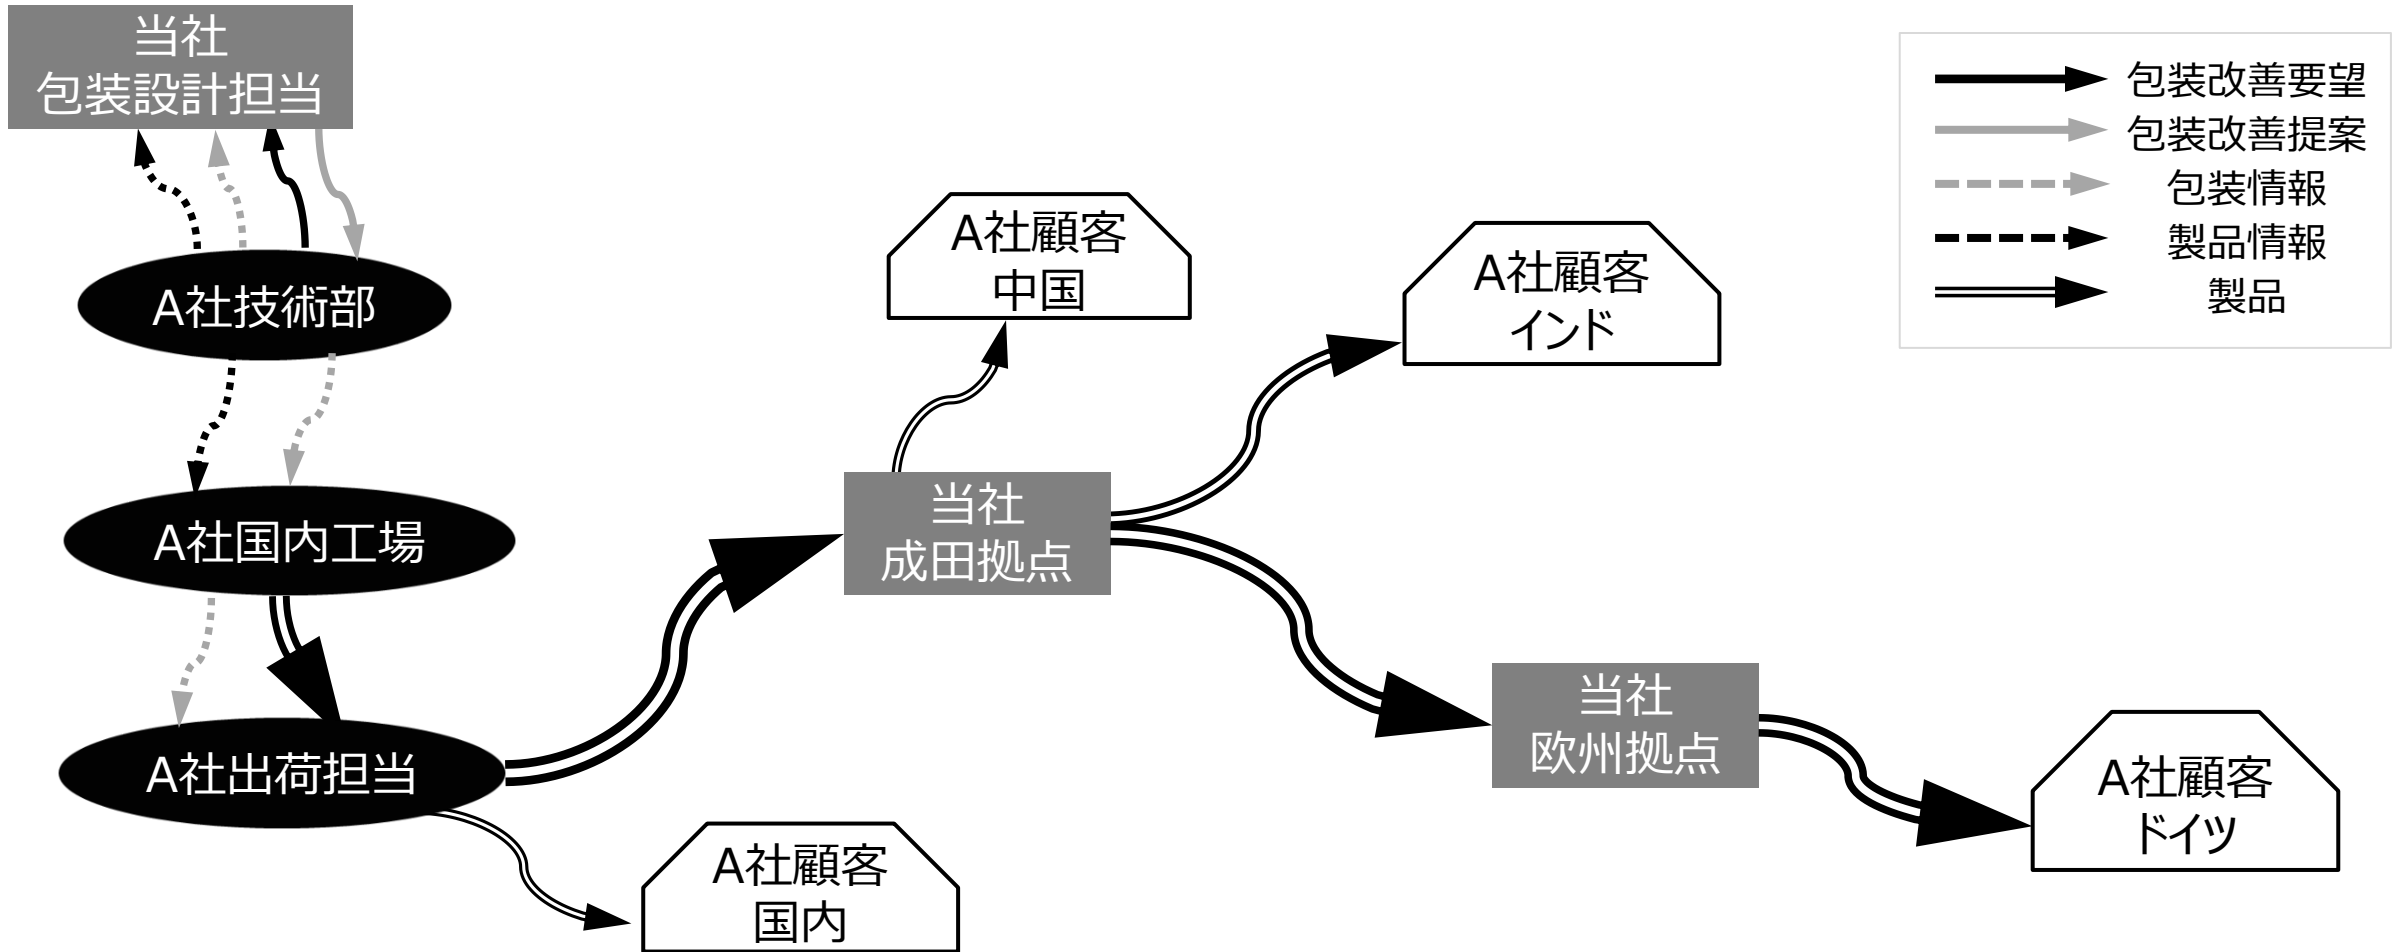 当社
包装設計担当
包装改善要望
包装改善提案
包装情報
製品情報
製品
A社顧客
中国
A社顧客
インド
A社技術部
当社
成田拠点
A社国内工場
当社
欧州拠点
A社出荷担当
A社顧客
ドイツ
A社顧客
国内